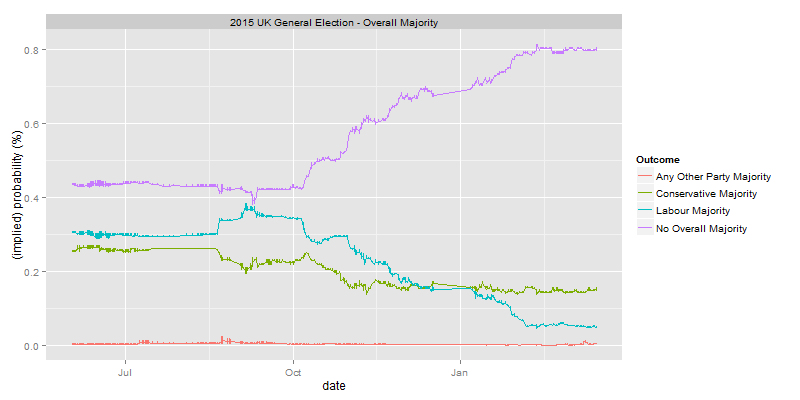 2015 UK General Election - Overall Majority
(implied) probability (%)
0.8
0.6
0.4
0.2
0.0
Jul
Oct
Jan
date
Outcome
Any Other Party Majority
Conservative Majority
Labour Majority
No Overall Majority